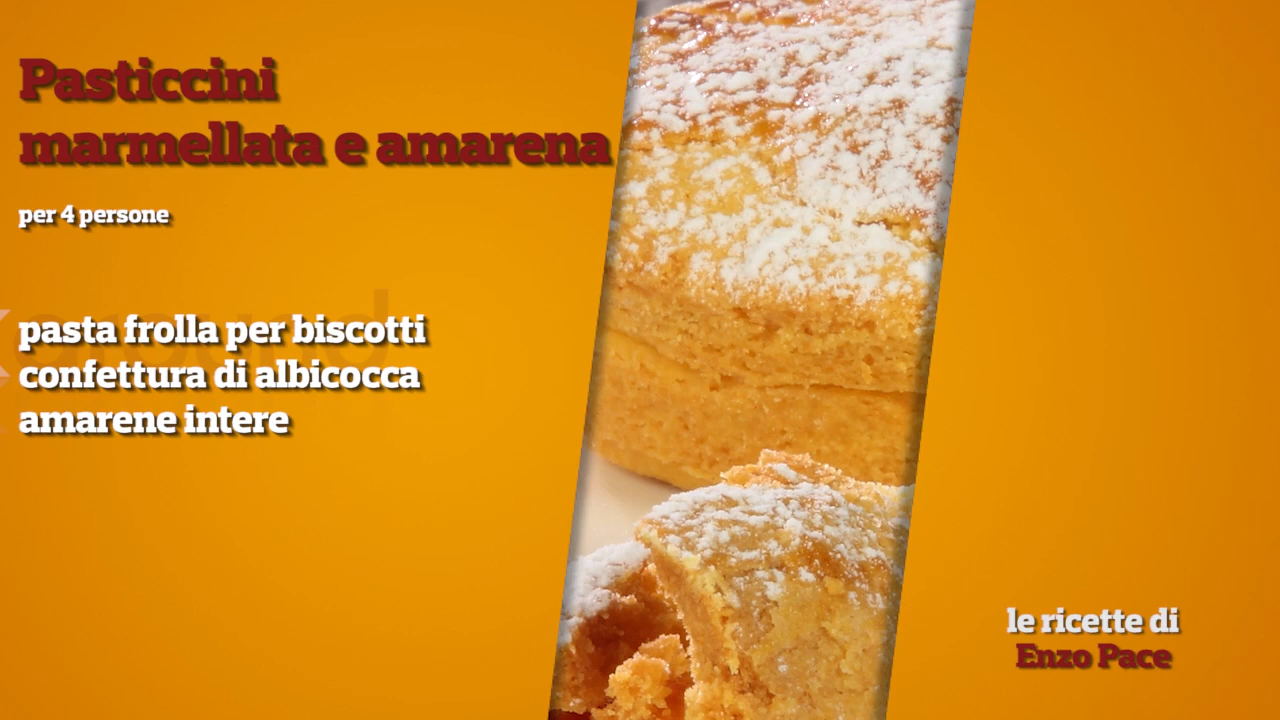 Pasticcini
marmellata e amarena
per 4 persone
pasta frolla per biscotti
confettura di albicocca
amarene intere
le ricette di
Enzo Pace